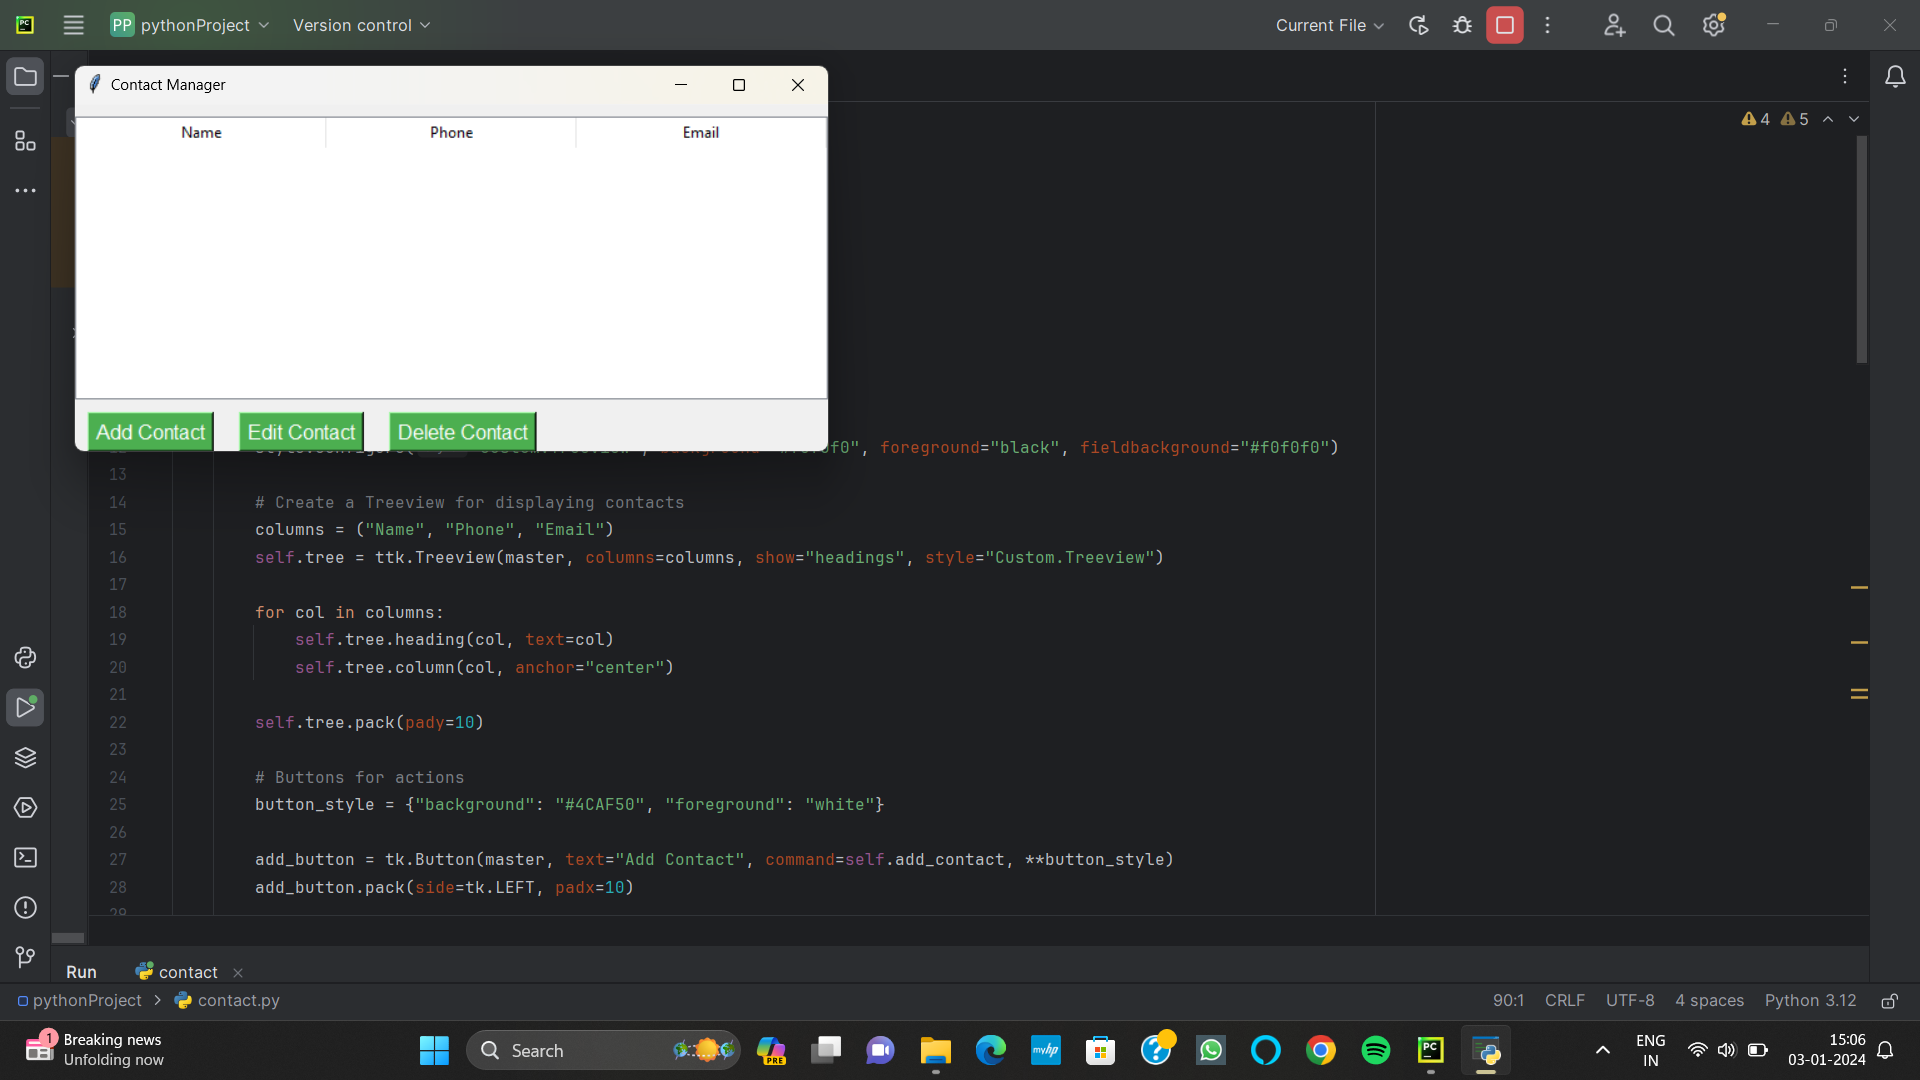 PC
PP pythonProject
Version control
Current File
Contact Manager
Name Phone Email
4 5
Add Contact Edit Contact Delete Contact
f0", foreground="black", fieldbackground="#f0f0f0")
13
14 # Create a Treeview for displaying contacts
15 columns = ("Name", "Phone", "Email")
16 self.tree = ttk.Treeview(master, columns=columns, show="headings", style="Custom.Treeview")
17
18 for col in columns:
19 self.tree.heading(col, text=col)
20 self.tree.column(col, anchor="center")
21
22 self.tree.pack(pady=10)
23
24 # Buttons for actions
25 button_style = {"background": "#4CAF50", "foreground": "white"}
26
27 add_button = tk.Button(master, text="Add Contact", command=self.add_contact, **button_style)
28 add_button.pack(side=tk.LEFT, padx=10)
29
Run contact
pythonProject > contact.py
90:1 CRLF UTF-8 4 spaces Python 3.12
1
Breaking news
Unfolding now
Search
PRE
myhp
PC
ENG
IN
15:06
03-01-2024